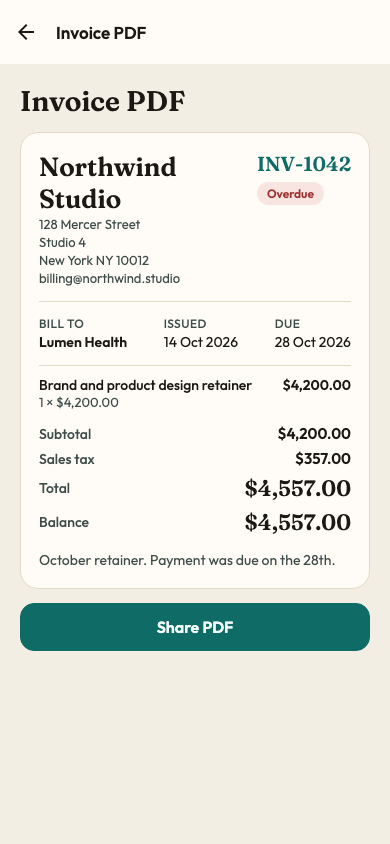 Invoice PDF
Invoice PDF
Northwind
Studio
INV-1042
Overdue
128 Mercer Street
Studio 4
New York NY 10012
billing@northwind.studio
BILL TO ISSUED DUE
Lumen Health 14 Oct 2026 28 Oct 2026
Brand and product design retainer $4,200.00
1 × $4,200.00
Subtotal $4,200.00
Sales tax $357.00
Total $4,557.00
Balance $4,557.00
October retainer. Payment was due on the 28th.
Share PDF